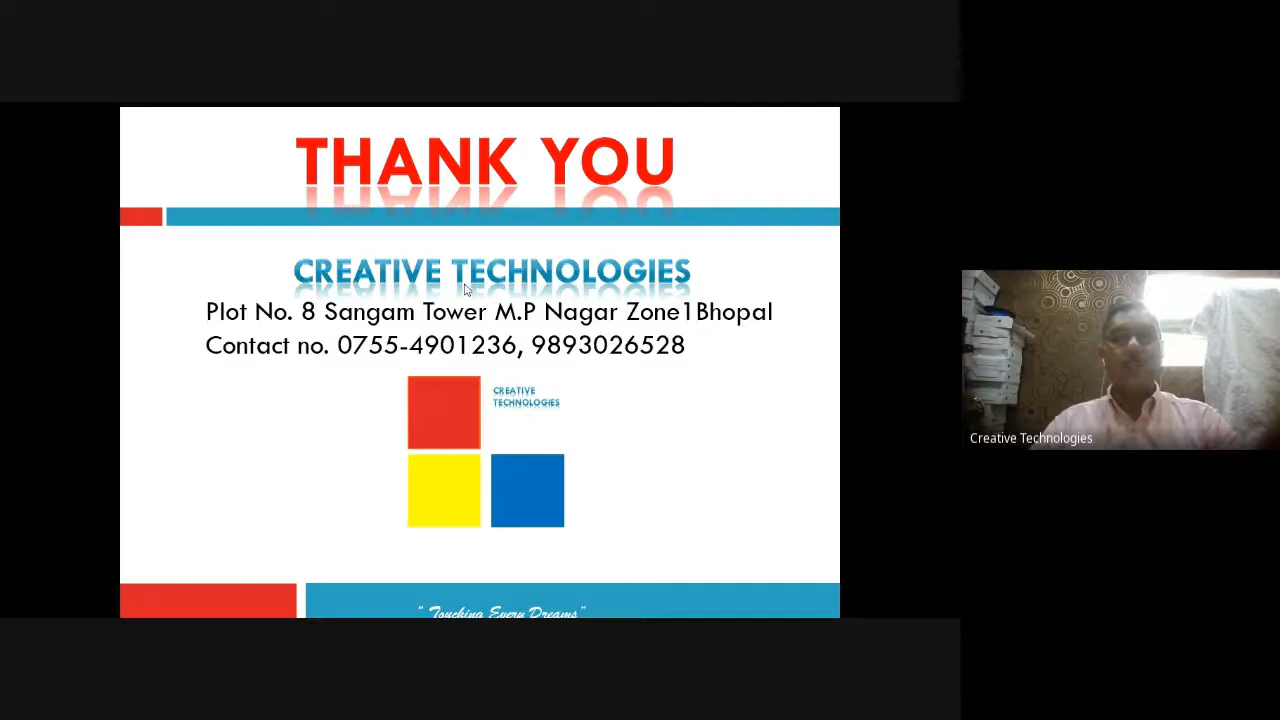 THANK YOU
CREATIVE TECHNOLOGIES
Plot No. 8 Sangam Tower M.P Nagar Zone1Bhopal
Contact no. 0755-4901236, 9893026528
CREATIVE
TECHNOLOGIES
" Touching Every Dreams"
Creative Technologies